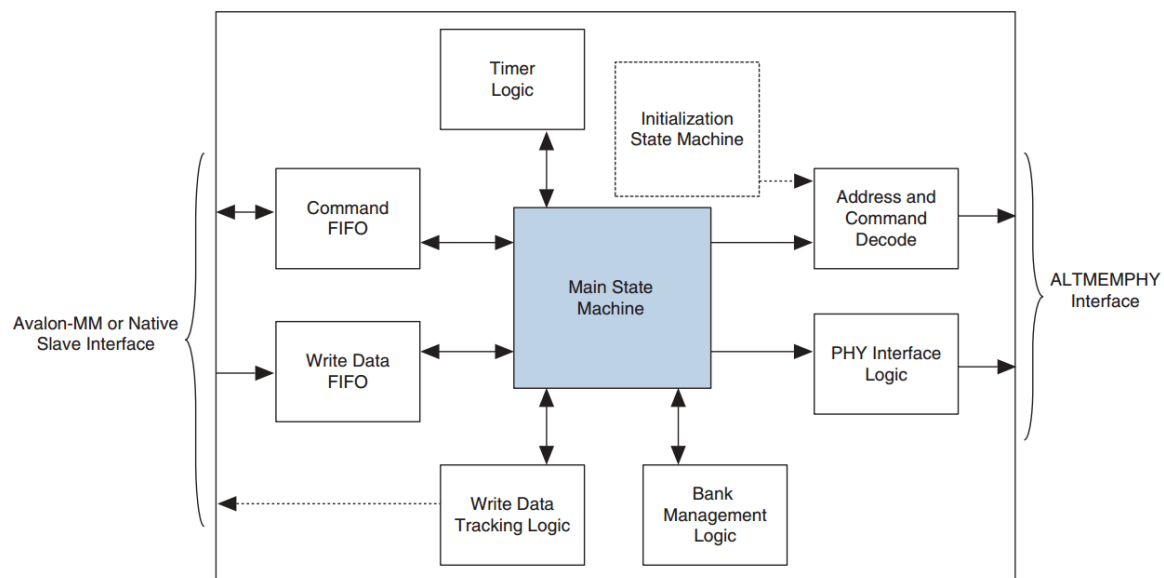 Timer
Logic
Initialization
State Machine
Command
FIFO
Address and
Command
Decode
Main State
Machine
Avalon-MM or Native
Slave Interface
ALTMEMPHY
Interface
Write Data
FIFO
PHY Interface
Logic
Write Data
Tracking Logic
Bank
Management
Logic